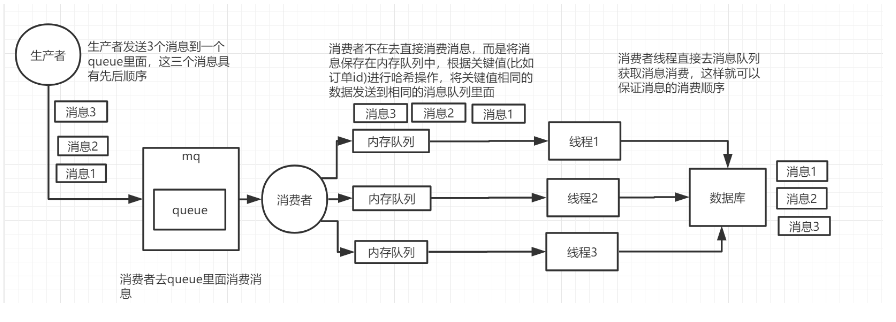 生产者
生产者发送3个消息到一个
queue里面，这三个消息具
有先后顺序
消息3
消息2
消息1
mq
queue
消费者去queue里面消费消
息
消费者
消费者不在去直接消费消息，而是将消
息保存在内存队列中，根据关键值(比如
订单id)进行哈希操作，将关键值相同的
数据发送到相同的消息队列里面
消息3
消息2
消息1
内存队列
内存队列
内存队列
线程1
线程2
线程3
消费者线程直接去消息队列
获取消息消费，这样就可以
保证消息的消费顺序
数据库
消息1
消息2
消息3